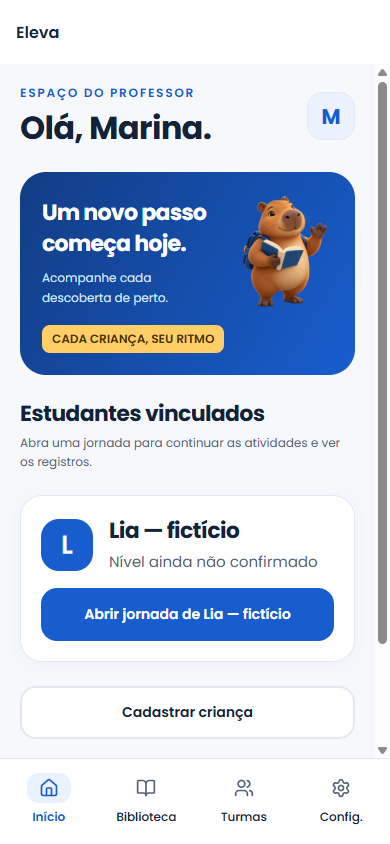 Eleva
ESPAÇO DO PROFESSOR
Olá, Marina.
M
Um novo passo
começa hoje.
Acompanhe cada
descoberta de perto.
CADA CRIANÇA, SEU RITMO
Estudantes vinculados
Abra uma jornada para continuar as atividades e ver
os registros.
L
Lia — fictício
Nível ainda não confirmado
Abrir jornada de Lia — fictício
Cadastrar criança
Início
Biblioteca
Turmas
Config.